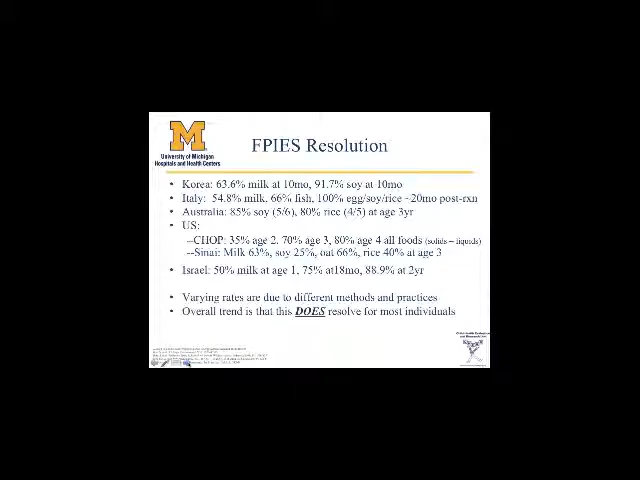 M
University of Michigan
Hospitals and Health Centers
FPIES Resolution
• Korea: 63.6% milk at 10mo, 91.7% soy at 10mo
• Italy: 54.8% milk, 66% fish, 100% egg/soy/rice ~20mo post-rxn
• Australia: 85% soy (5/6), 80% rice (4/5) at age 3yr
• US:
–CHOP: 35% age 2, 70% age 3, 80% age 4 all foods (solids – liquids)
--Sinai: Milk 63%, soy 25%, oat 66%, rice 40% at age 3
• Israel: 50% milk at age 1, 75% at18mo, 88.9% at 2yr
• Varying rates are due to different methods and practices
• Overall trend is that this DOES resolve for most individuals